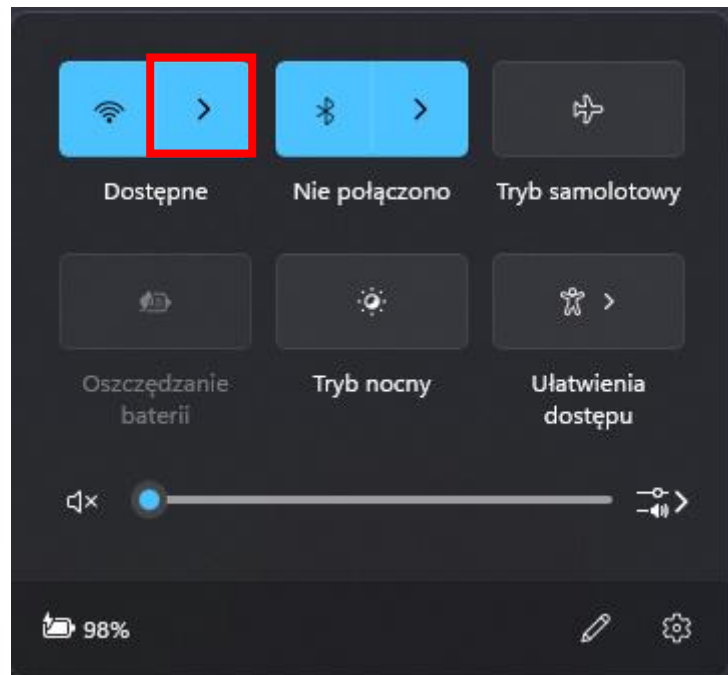 Dostępne Nie połączono Tryb samolotowy
Oszczędzanie baterii
Tryb nocny
Ułatwienia dostępu
98%